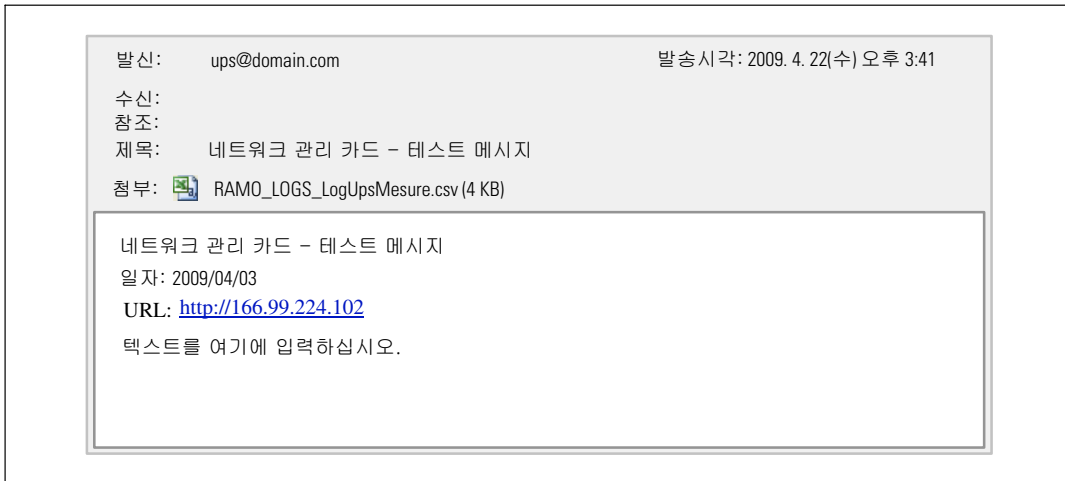 발신: ups@domain.com 발송시각: 2009. 4. 22(수) 오후 3:41
수신:
참조:
제목: 네트워크 관리 카드 – 테스트 메시지
첨부: RAMO_LOGS_LogUpsMesure.csv (4 KB)
네트워크 관리 카드 – 테스트 메시지
일자: 2009/04/03
URL: http://166.99.224.102
텍스트를 여기에 입력하십시오.